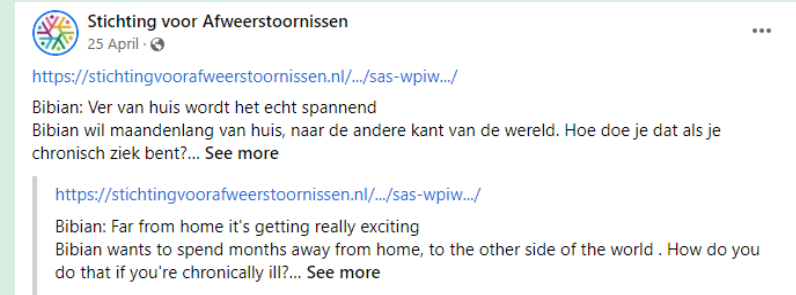 Stichting voor Afweerstoornissen
25 April ·
https://stichtingvoorafweerstoornissen.nl/.../sas-wpiw.../
Bibian: Ver van huis wordt het echt spannend
Bibian wil maandenlang van huis, naar de andere kant van de wereld. Hoe doe je dat als je
chronisch ziek bent?... See more
https://stichtingvoorafweerstoornissen.nl/.../sas-wpiw.../
Bibian: Far from home it's getting really exciting
Bibian wants to spend months away from home, to the other side of the world . How do you
do that if you're chronically ill?... See more